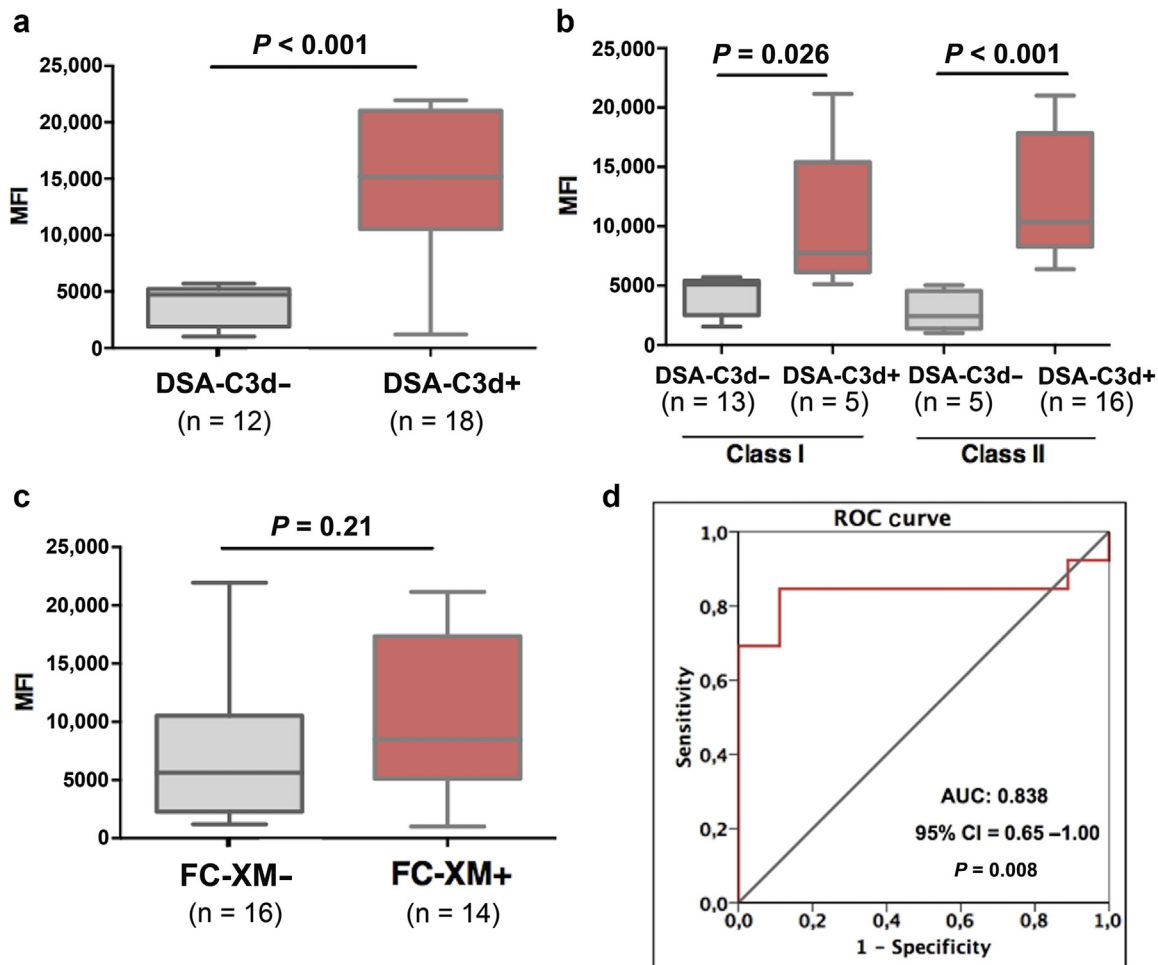 a
P < 0.001
25,000
20,000
15,000
10,000
5000
0
MFI
DSA-C3d–
DSA-C3d+
(n = 12)
(n = 18)
b
P = 0.026
P < 0.001
25,000
20,000
15,000
10,000
5000
0
MFI
DSA-C3d– DSA-C3d+ DSA-C3d– DSA-C3d+
(n = 13) (n = 5) (n = 5) (n = 16)
Class I
Class II
c
P = 0.21
25,000
20,000
15,000
10,000
5000
0
MFI
FC-XM–
FC-XM+
(n = 16)
(n = 14)
d
ROC curve
1,0
0,8
0,6
0,4
0,2
0,0
Sensitivity
AUC: 0.838
95% CI = 0.65 –1.00
P = 0.008
0,0 0,2 0,4 0,6 0,8 1,0
1 - Specificity